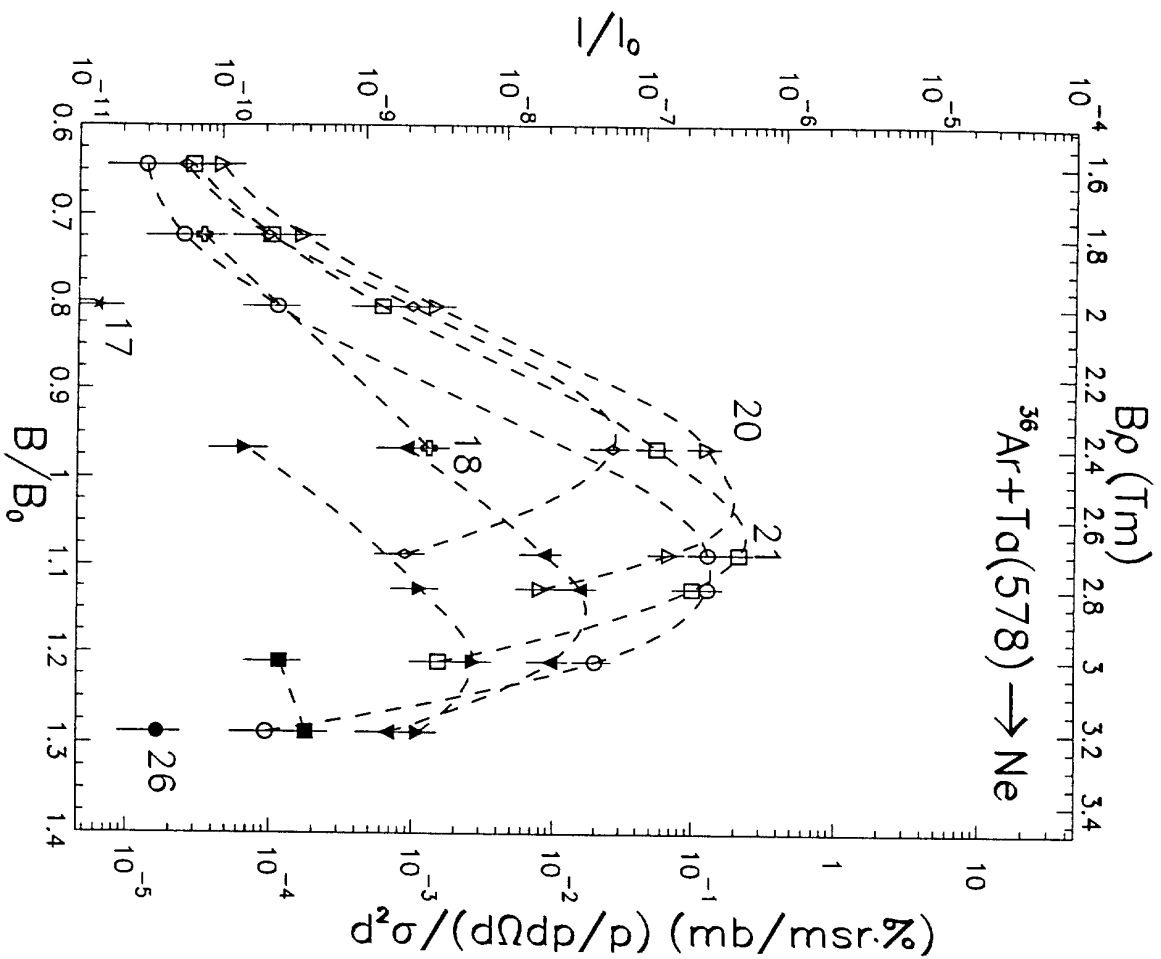 Bρ (Tm)
1.6 1.8 2 2.2 2.4 2.6 2.8 3 3.2 3.4
³⁶Ar+Ta(578) → Ne
I/I₀
10⁻⁴
10⁻⁵
10⁻⁶
10⁻⁷
10⁻⁸
10⁻⁹
10⁻¹⁰
10⁻¹¹
20
21
18
17
26
10
1
10⁻¹
10⁻²
10⁻³
10⁻⁴
10⁻⁵
d²σ/(dΩdp/p) (mb/msr·%)
0.6 0.7 0.8 0.9 1 1.1 1.2 1.3 1.4
B/B₀